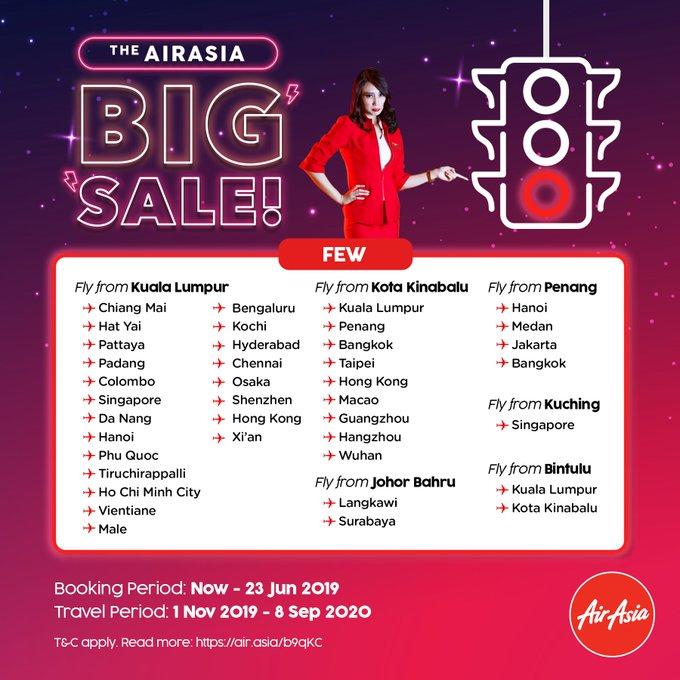 THE AIRASIA
BIG
SALE!
FEW
Fly from Kuala Lumpur
Chiang Mai
Hat Yai
Pattaya
Padang
Colombo
Singapore
Da Nang
Hanoi
Phu Quoc
Tiruchirappalli
Ho Chi Minh City
Vientiane
Male
Bengaluru
Kochi
Hyderabad
Chennai
Osaka
Shenzhen
Hong Kong
Xi'an
Fly from Kota Kinabalu
Kuala Lumpur
Penang
Bangkok
Taipei
Hong Kong
Macao
Guangzhou
Hangzhou
Wuhan
Fly from Johor Bahru
Langkawi
Surabaya
Fly from Penang
Hanoi
Medan
Jakarta
Bangkok
Fly from Kuching
Singapore
Fly from Bintulu
Kuala Lumpur
Kota Kinabalu
Booking Period: Now - 23 Jun 2019
Travel Period: 1 Nov 2019 - 8 Sep 2020
T&C apply. Read more: https://air.asia/b9qKC
AirAsia